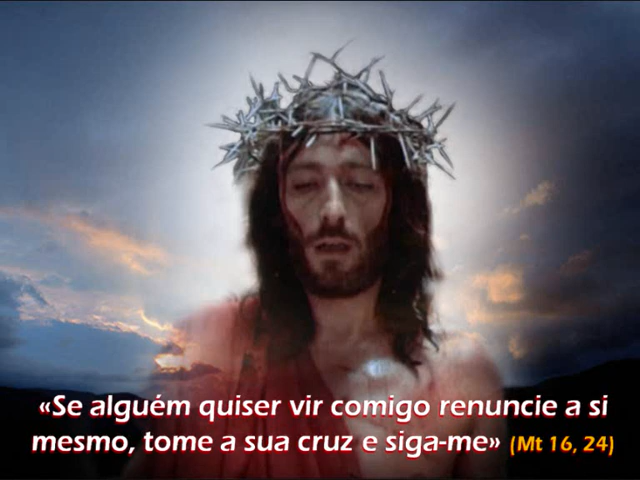 «Se alguém quiser vir comigo renuncie a si
mesmo, tome a sua cruz e siga-me» (Mt 16, 24)